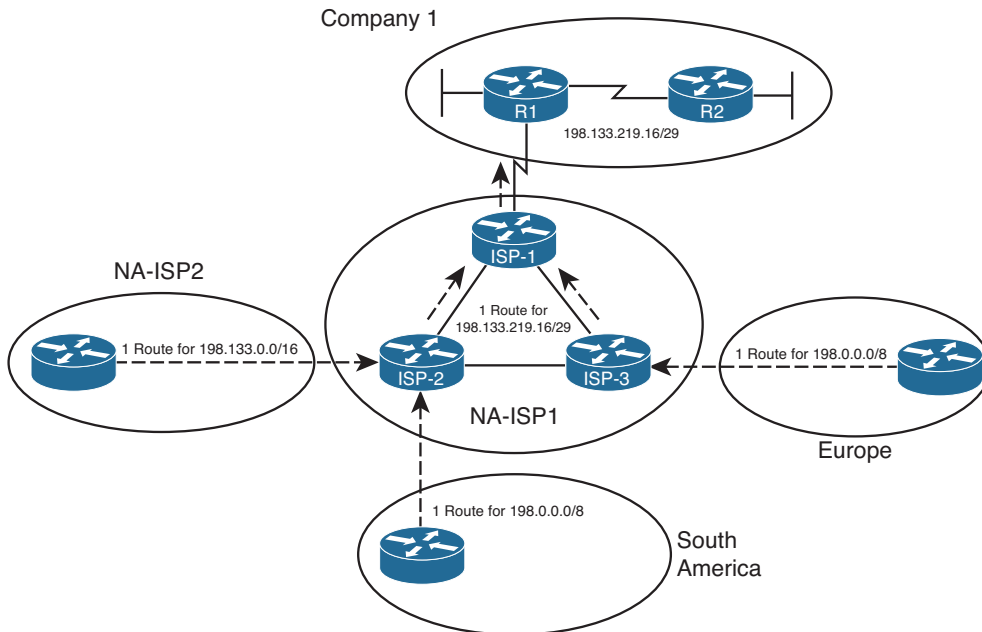 Company 1
R1
R2
198.133.219.16/29
ISP-1
NA-ISP2
1 Route for
198.133.219.16/29
1 Route for 198.133.0.0/16
1 Route for 198.0.0.0/8
ISP-2
ISP-3
NA-ISP1
Europe
1 Route for 198.0.0.0/8
South
America